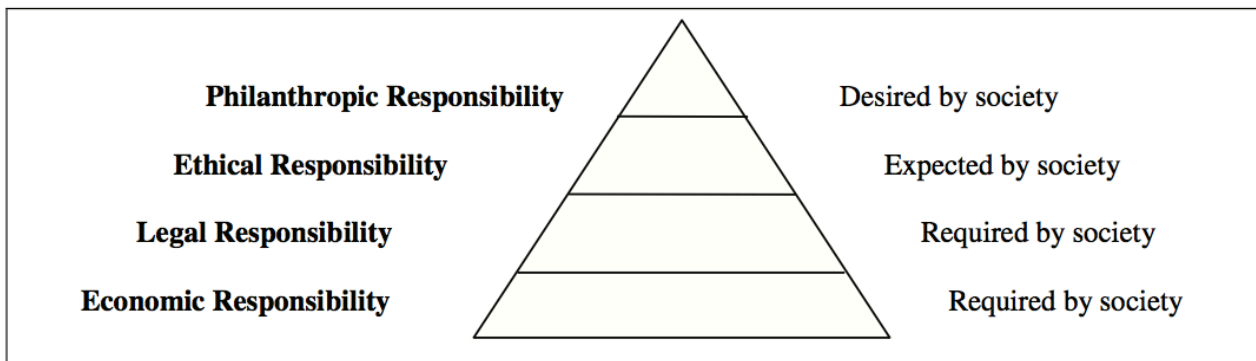 Philanthropic Responsibility Desired by society
Ethical Responsibility Expected by society
Legal Responsibility Required by society
Economic Responsibility Required by society